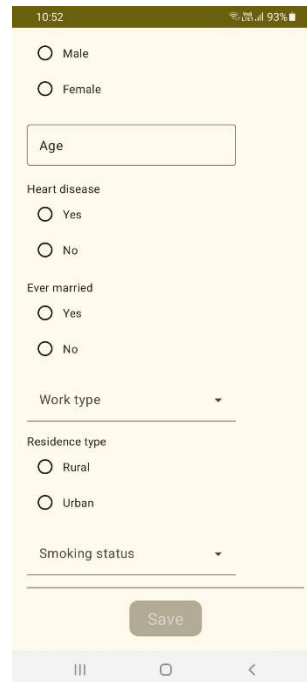 10:52 93%
Male
Female
Age
Heart disease
Yes
No
Ever married
Yes
No
Work type
Residence type
Rural
Urban
Smoking status
Save